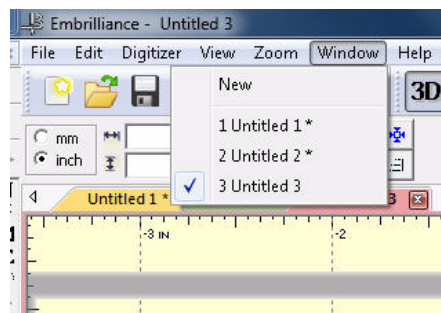 Embrilliance - Untitled 3
File Edit Digitizer View Zoom Window Help
New
3D
1 Untitled 1 *
mm
2 Untitled 2 *
inch
3 Untitled 3
Untitled 1 *
3
-3 IN
-2